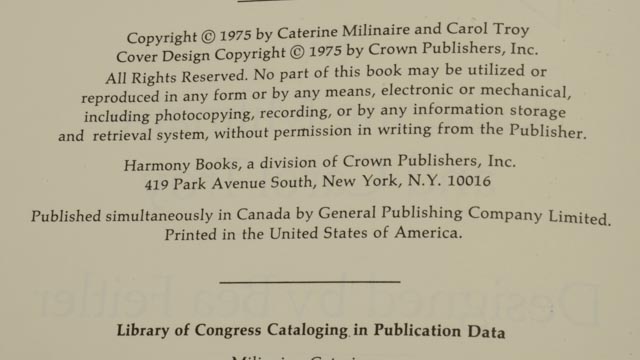 Copyright © 1975 by Caterine Milinaire and Carol Troy
Cover Design Copyright © 1975 by Crown Publishers, Inc.
All Rights Reserved. No part of this book may be utilized or
reproduced in any form or by any means, electronic or mechanical,
including photocopying, recording, or by any information storage
and retrieval system, without permission in writing from the Publisher.
Harmony Books, a division of Crown Publishers, Inc.
419 Park Avenue South, New York, N.Y. 10016
Published simultaneously in Canada by General Publishing Company Limited.
Printed in the United States of America.
Designed by Bea Feitler
Library of Congress Cataloging in Publication Data